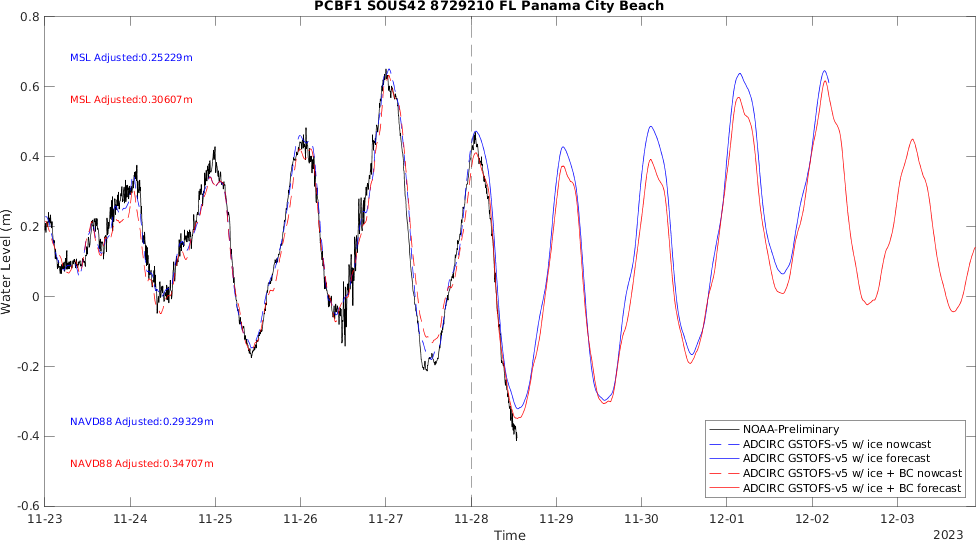 PCBF1 SOUS42 8729210 FL Panama City Beach
0.8
0.6
0.4
0.2
0
-0.2
-0.4
-0.6
Water Level (m)
MSL Adjusted:0.25229m
MSL Adjusted:0.30607m
NAVD88 Adjusted:0.29329m
NAVD88 Adjusted:0.34707m
NOAA-Preliminary
ADCIRC GSTOFS-v5 w/ ice nowcast
ADCIRC GSTOFS-v5 w/ ice forecast
ADCIRC GSTOFS-v5 w/ ice + BC nowcast
ADCIRC GSTOFS-v5 w/ ice + BC forecast
11-23 11-24 11-25 11-26 11-27 11-28 11-29 11-30 12-01 12-02 12-03
Time
2023